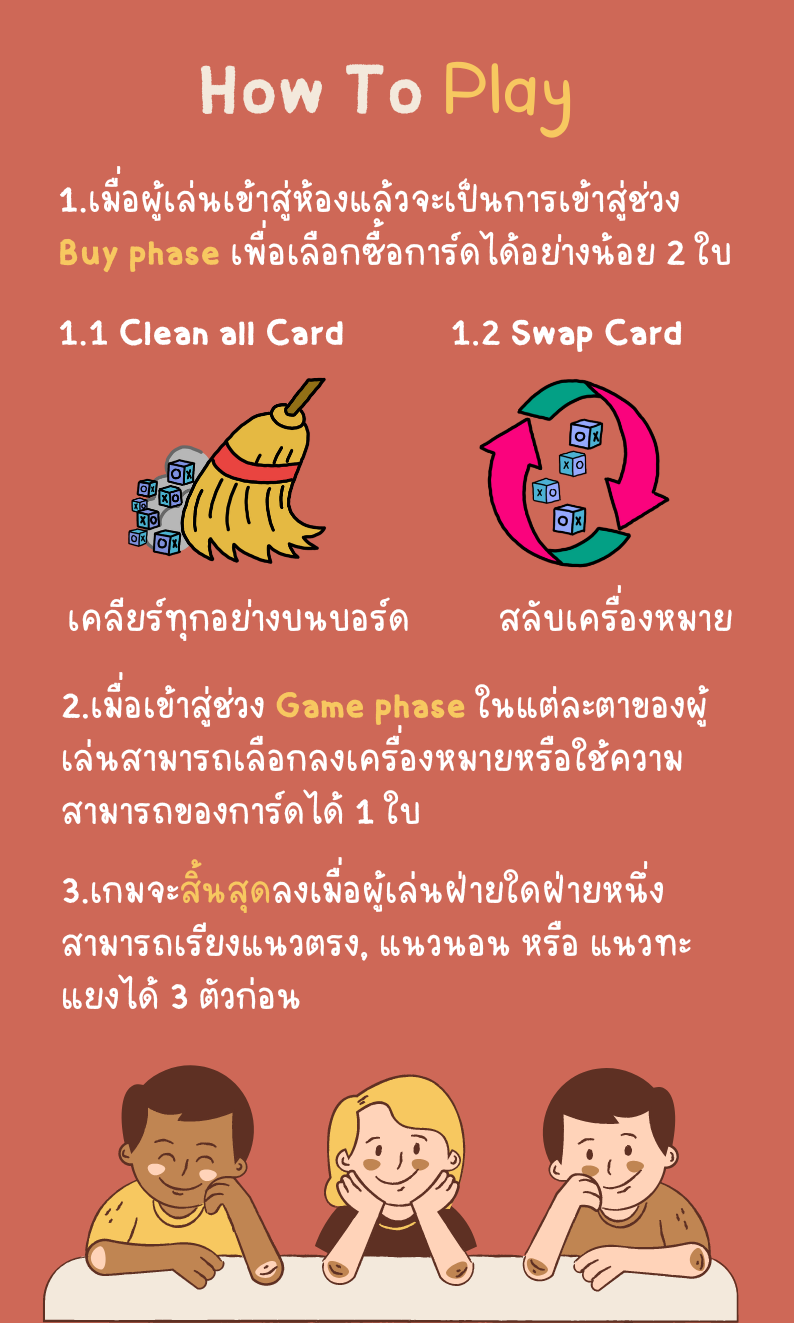 How To Play
1.เมื่อผู้เล่นเข้าสู่ห้องแล้วจะเป็นการเข้าสู่ช่วง
Buy phase เพื่อเลือกซื้อการ์ดได้อย่างน้อย 2 ใบ
1.1 Clean all Card
1.2 Swap Card
เคลียร์ทุกอย่างบนบอร์ด
สลับเครื่องหมาย
2.เมื่อเข้าสู่ช่วง Game phase ในแต่ละตาของผู้
เล่นสามารถเลือกลงเครื่องหมายหรือใช้ความ
สามารถของการ์ดได้ 1 ใบ
3.เกมจะสิ้นสุดลงเมื่อผู้เล่นฝ่ายใดฝ่ายหนึ่ง
สามารถเรียงแนวตรง, แนวนอน หรือ แนวทะ
แยงได้ 3 ตัวก่อน